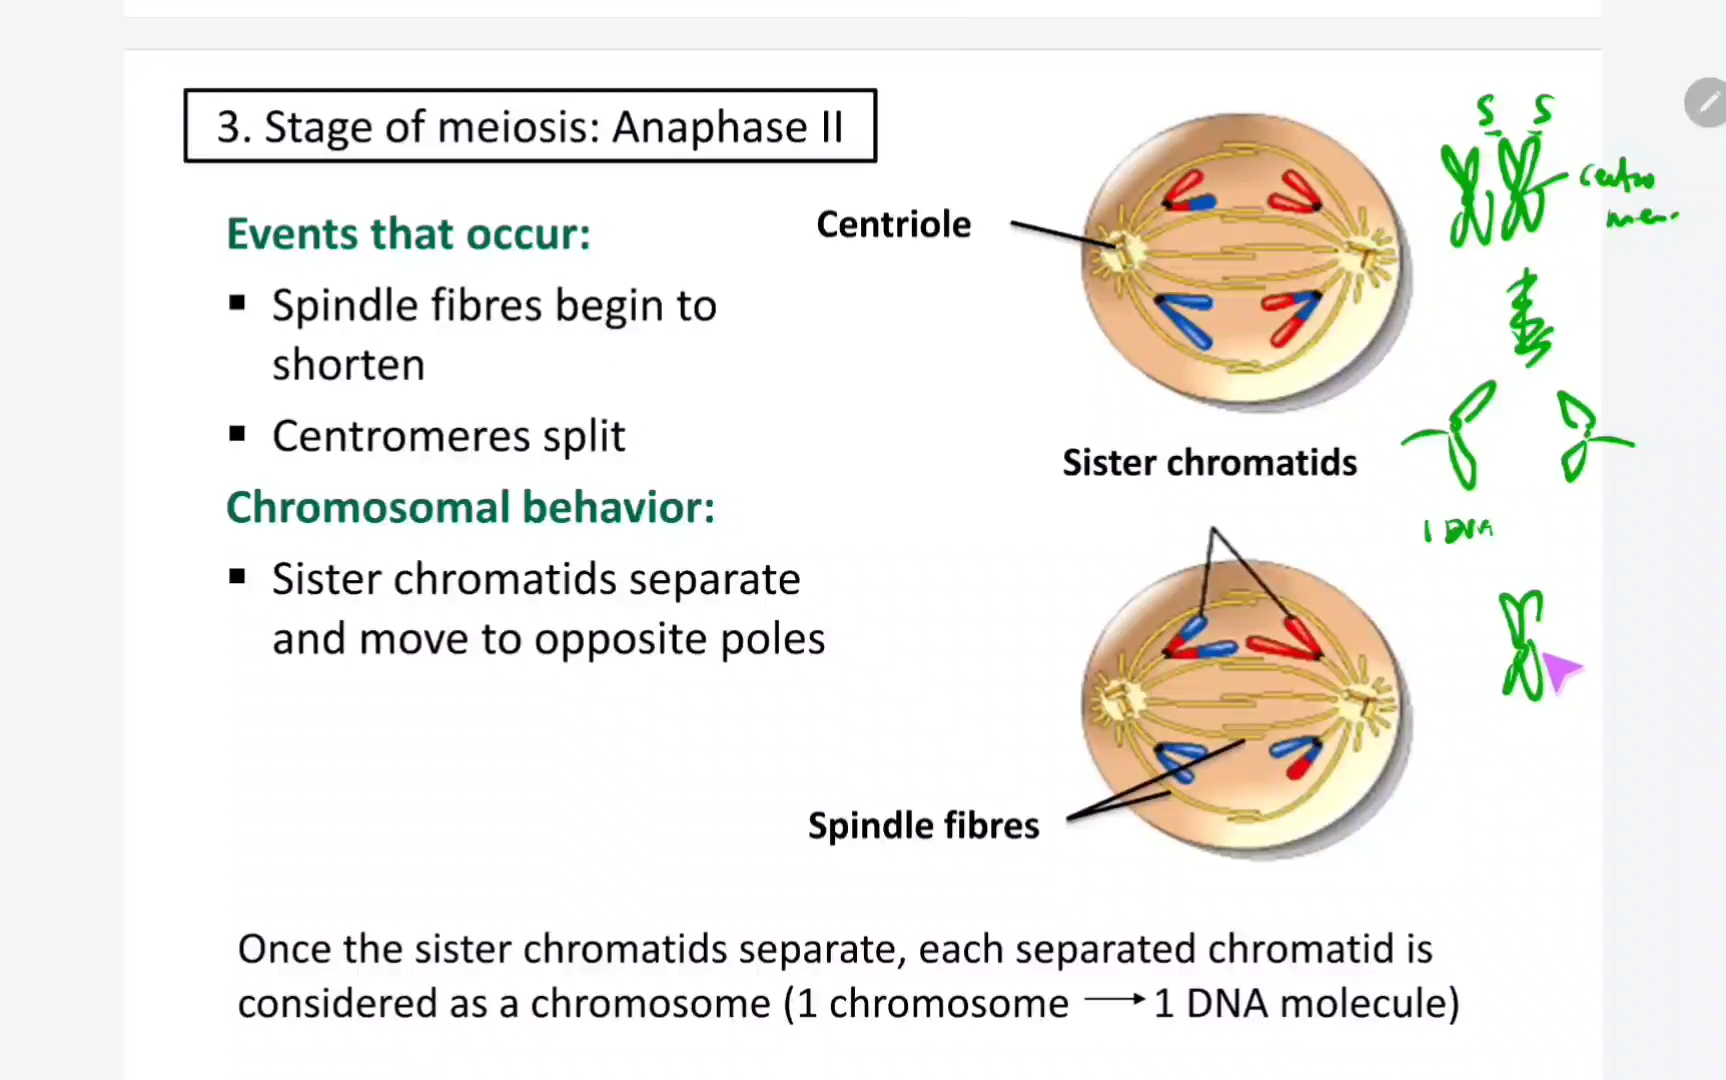 3. Stage of meiosis: Anaphase II
Events that occur:
▪ Spindle fibres begin to
shorten
▪ Centromeres split
Chromosomal behavior:
▪ Sister chromatids separate
and move to opposite poles
Centriole
S S
centro
mer
Sister chromatids
1 DNA
Spindle fibres
Once the sister chromatids separate, each separated chromatid is
considered as a chromosome (1 chromosome → 1 DNA molecule)